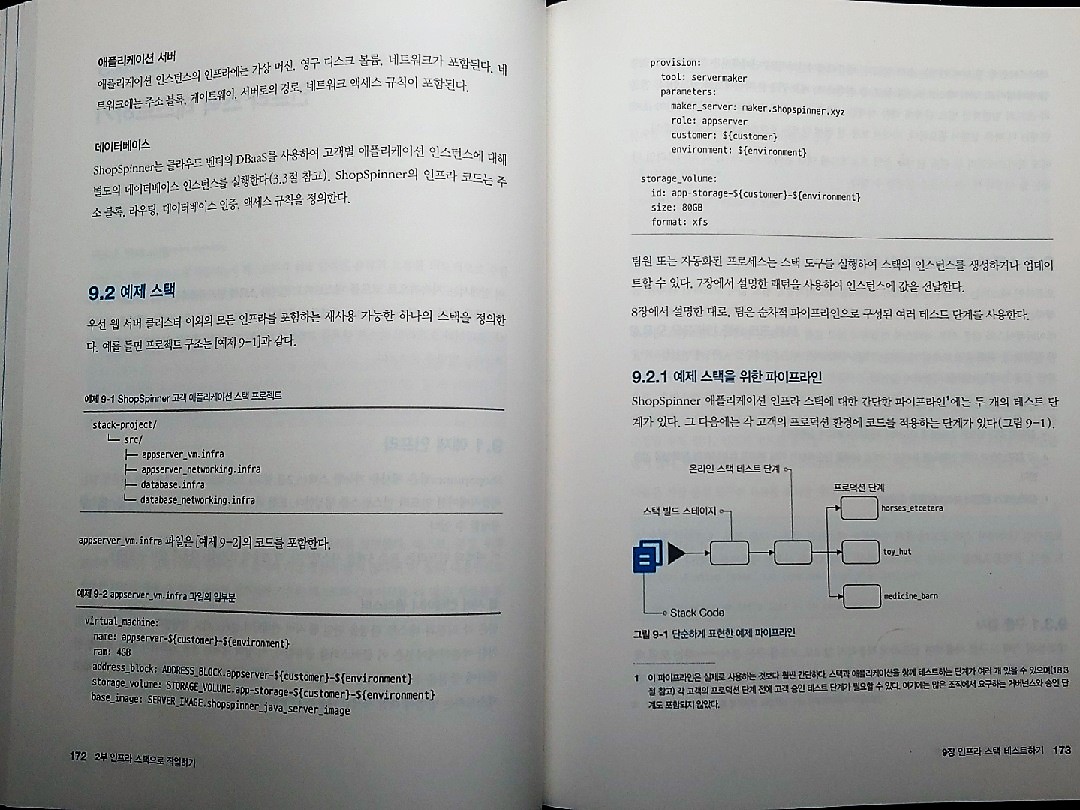 애플리케이션 서버
애플리케이션 인스턴스의 인프라에는 가상 머신, 영구 디스크 볼륨, 네트워크가 포함된다. 네
트워크에는 주소 블록, 게이트웨이, 서버로의 경로, 네트워크 액세스 규칙이 포함된다.
데이터베이스
ShopSpinner는 클라우드 벤더의 DBaaS를 사용하여 고객별 애플리케이션 인스턴스에 대해
별도의 데이터베이스 인스턴스를 실행한다(3.3절 참고). ShopSpinner의 인프라 코드는 주
소 블록, 라우팅, 데이터베이스 인증, 액세스 규칙을 정의한다.
9.2 예제 스택
우선 웹 서버 클러스터 이외의 모든 인프라를 포함하는 재사용 가능한 하나의 스택을 정의한
다. 예를 들면 프로젝트 구조는 [예제 9-1]과 같다.
예제 9-1 ShopSpinner 고객 애플리케이션 스택 프로젝트
stack-project/
└─ src/
├─ appserver_vm.infra
├─ appserver_networking.infra
├─ database.infra
└─ database_networking.infra
appserver_vm.infra 파일은 [예제 9-2]의 코드를 포함한다.
예제 9-2 appserver_vm.infra 파일의 일부분
virtual_machine:
name: appserver-${customer}-${environment}
ram: 4GB
address_block: ADDRESS_BLOCK.appserver-${customer}-${environment}
storage_volume: STORAGE_VOLUME.app-storage-${customer}-${environment}
base_image: SERVER_IMAGE.shopspinner_java_server_image
172 2부 인프라 스택으로 작업하기
provision:
tool: servermaker
parameters:
maker_server: maker.shopspinner.xyz
role: appserver
customer: ${customer}
environment: ${environment}
storage_volume:
id: app-storage-${customer}-${environment}
size: 80GB
format: xfs
팀원 또는 자동화된 프로세스는 스택 도구를 실행하여 스택의 인스턴스를 생성하거나 업데이
트할 수 있다. 7장에서 설명한 패턴을 사용하여 인스턴스에 값을 전달한다.
8장에서 설명한 대로, 팀은 순차적 파이프라인으로 구성된 여러 테스트 단계를 사용한다.
9.2.1 예제 스택을 위한 파이프라인
ShopSpinner 애플리케이션 인프라 스택에 대한 간단한 파이프라인1에는 두 개의 테스트 단
계가 있다. 그 다음에는 각 고객의 프로덕션 환경에 코드를 적용하는 단계가 있다(그림 9-1).
온라인 스택 테스트 단계
프로덕션 단계
스택 빌드 스테이지
horses_etcetera
toy_hut
medicine_barn
Stack Code
그림 9-1 단순하게 표현한 예제 파이프라인
1 이 파이프라인은 실제로 사용하는 것보다 훨씬 간단하다. 스택과 애플리케이션을 함께 테스트하는 단계가 여러 개 있을 수 있으며(18.3
절 참고) 각 고객의 프로덕션 단계 전에 고객 승인 테스트 단계가 필요할 수 있다. 여기에는 많은 조직에서 요구하는 거버넌스와 승인 단
계도 포함되지 않았다.
9장 인프라 스택 테스트하기 173